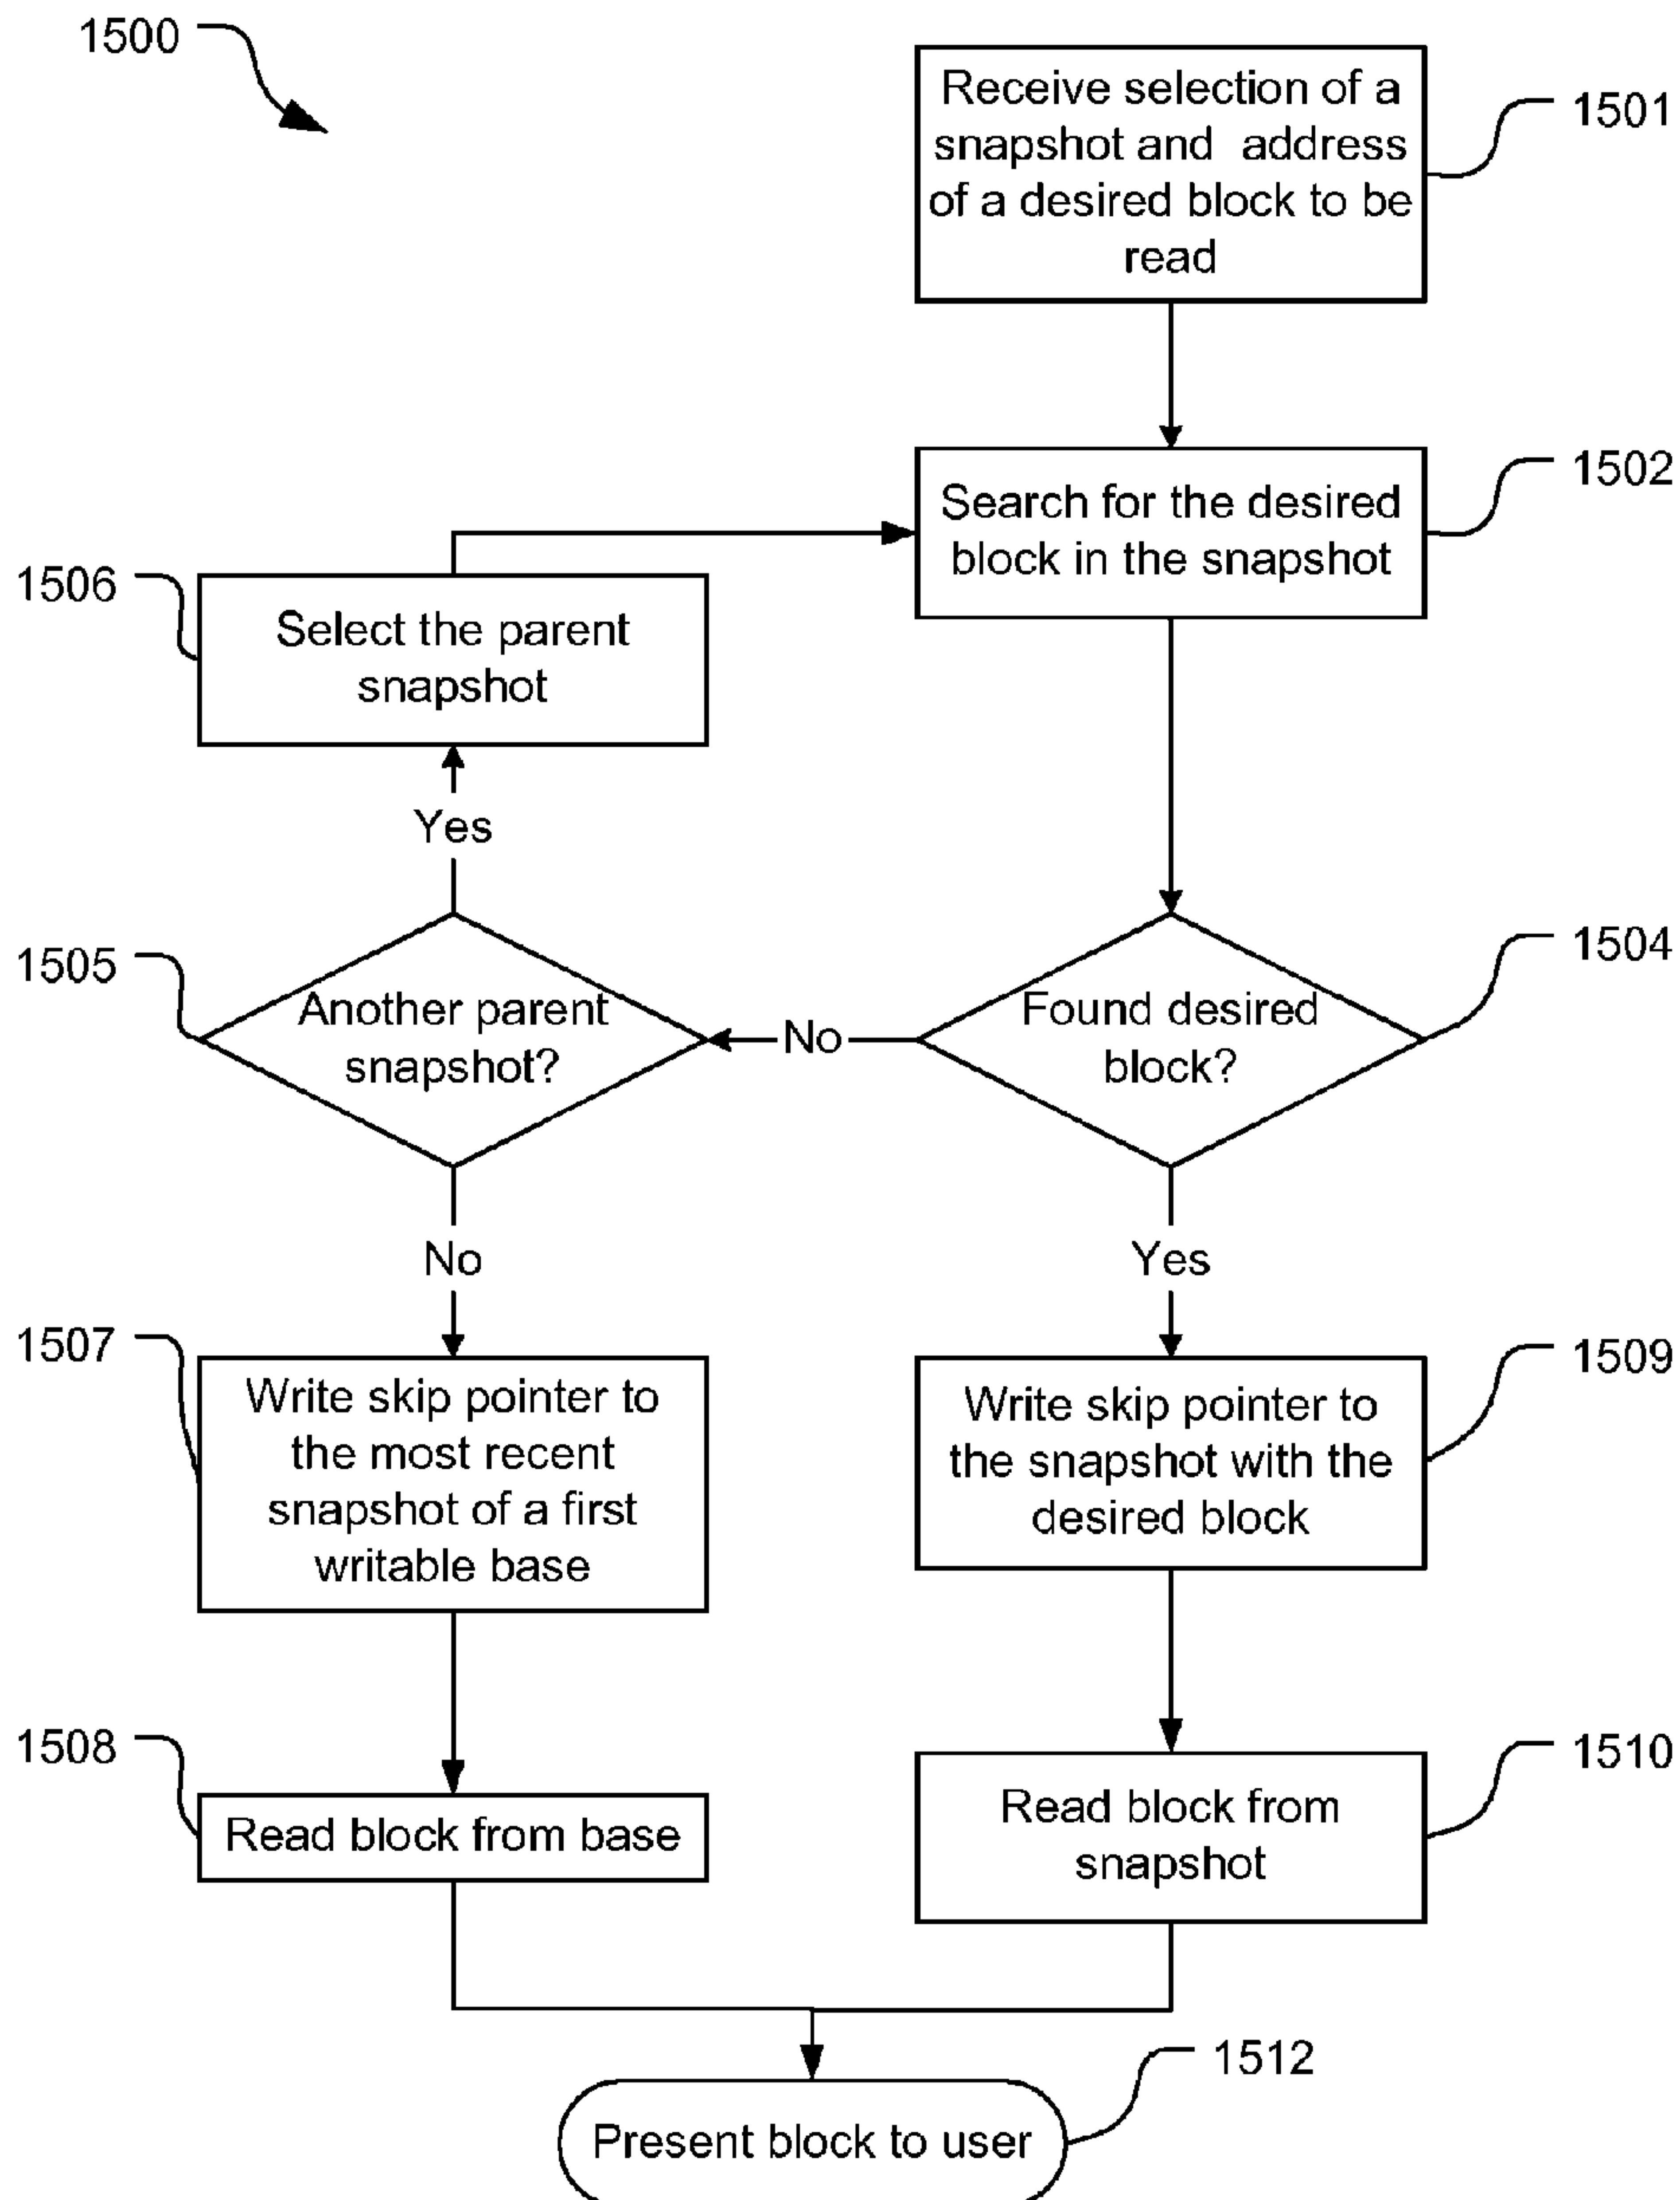 1500
Receive selection of a
snapshot and address
of a desired block to be
read
1501
Search for the desired
block in the snapshot
1502
1506
Select the parent
snapshot
Yes
1505
Another parent
snapshot?
No
Found desired
block?
1504
No
Yes
1507
Write skip pointer to
the most recent
snapshot of a first
writable base
Write skip pointer to
the snapshot with the
desired block
1509
1508
Read block from base
Read block from
snapshot
1510
Present block to user
1512